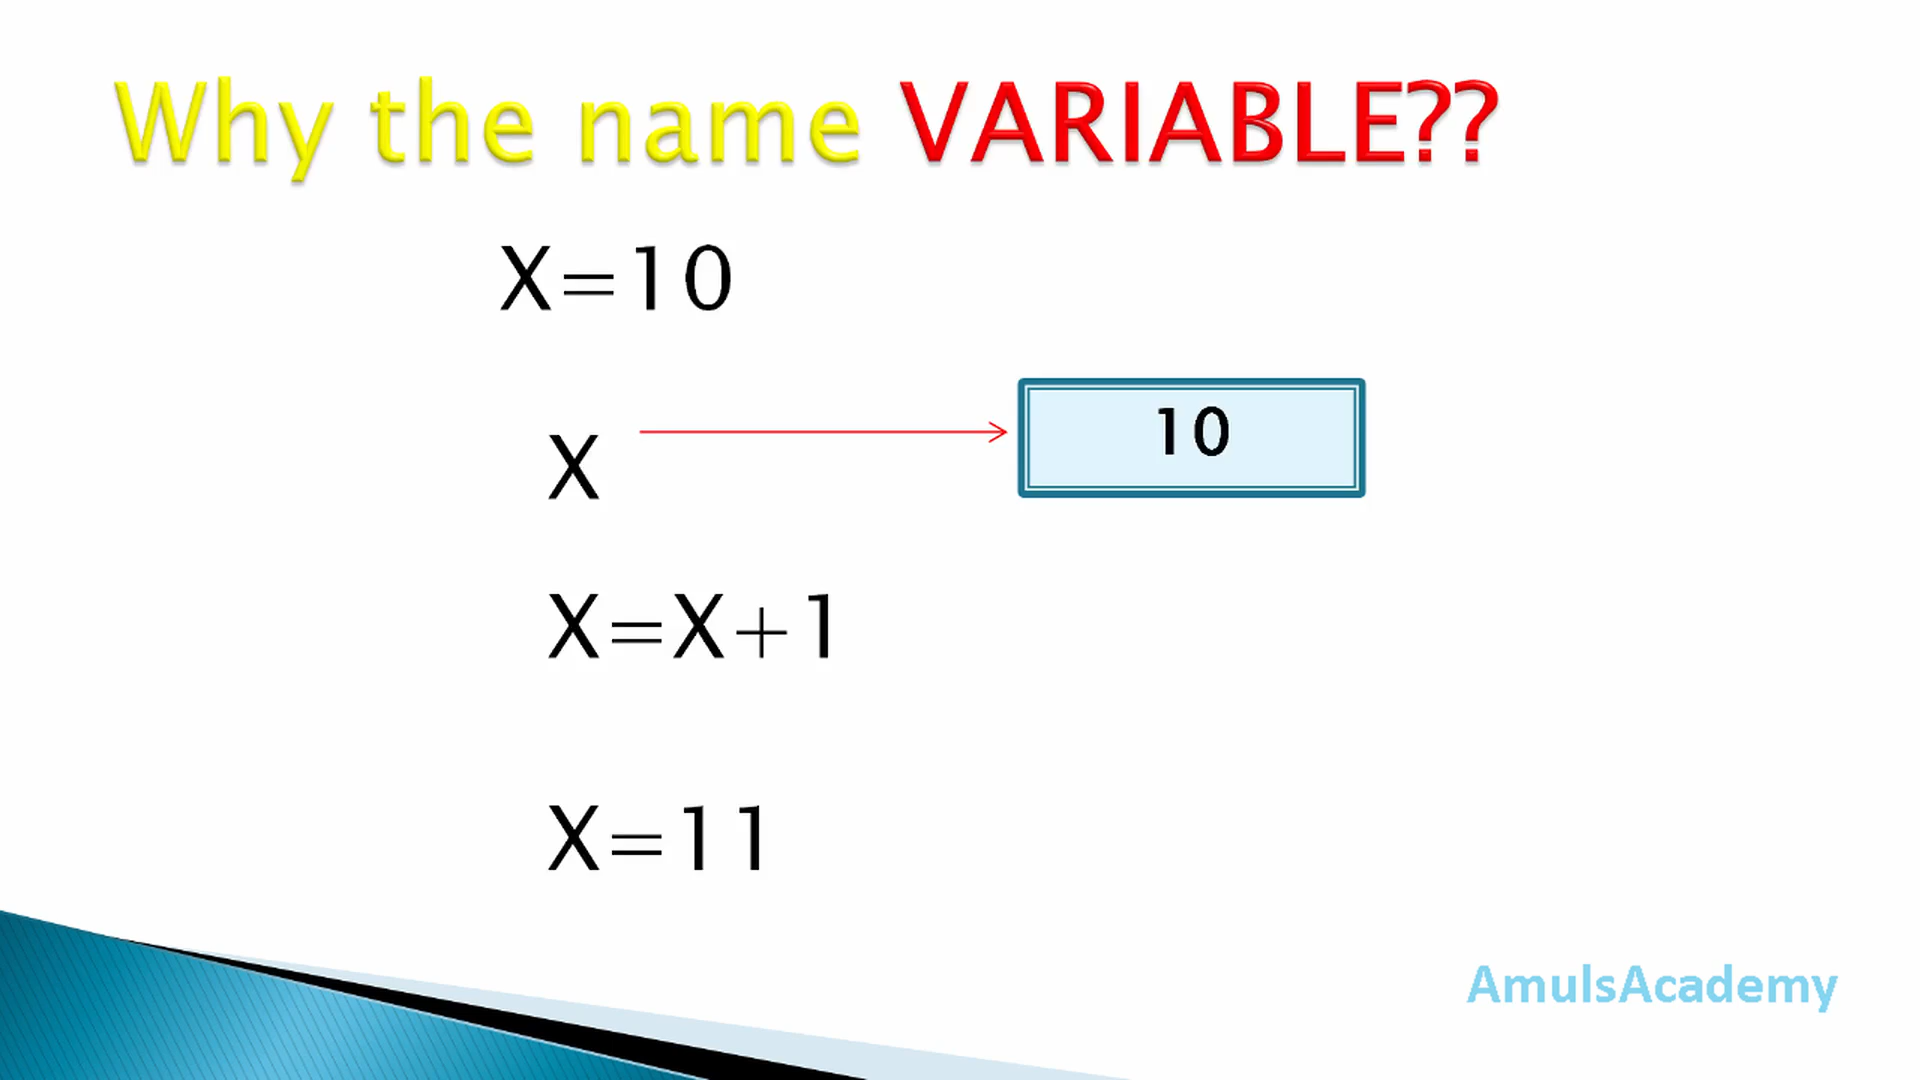 Why the name VARIABLE??
X=10
X
10
X=X+1
X=11
AmulsAcademy